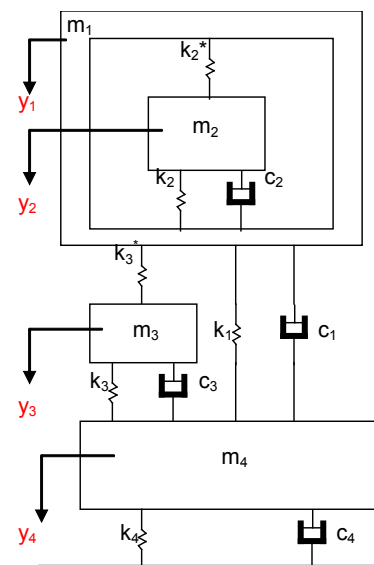 m₁
k₂*
y₁
m₂
y₂
k₂
c₂
k₃*
m₃
k₁
c₁
y₃
k₃
c₃
m₄
y₄
k₄
c₄